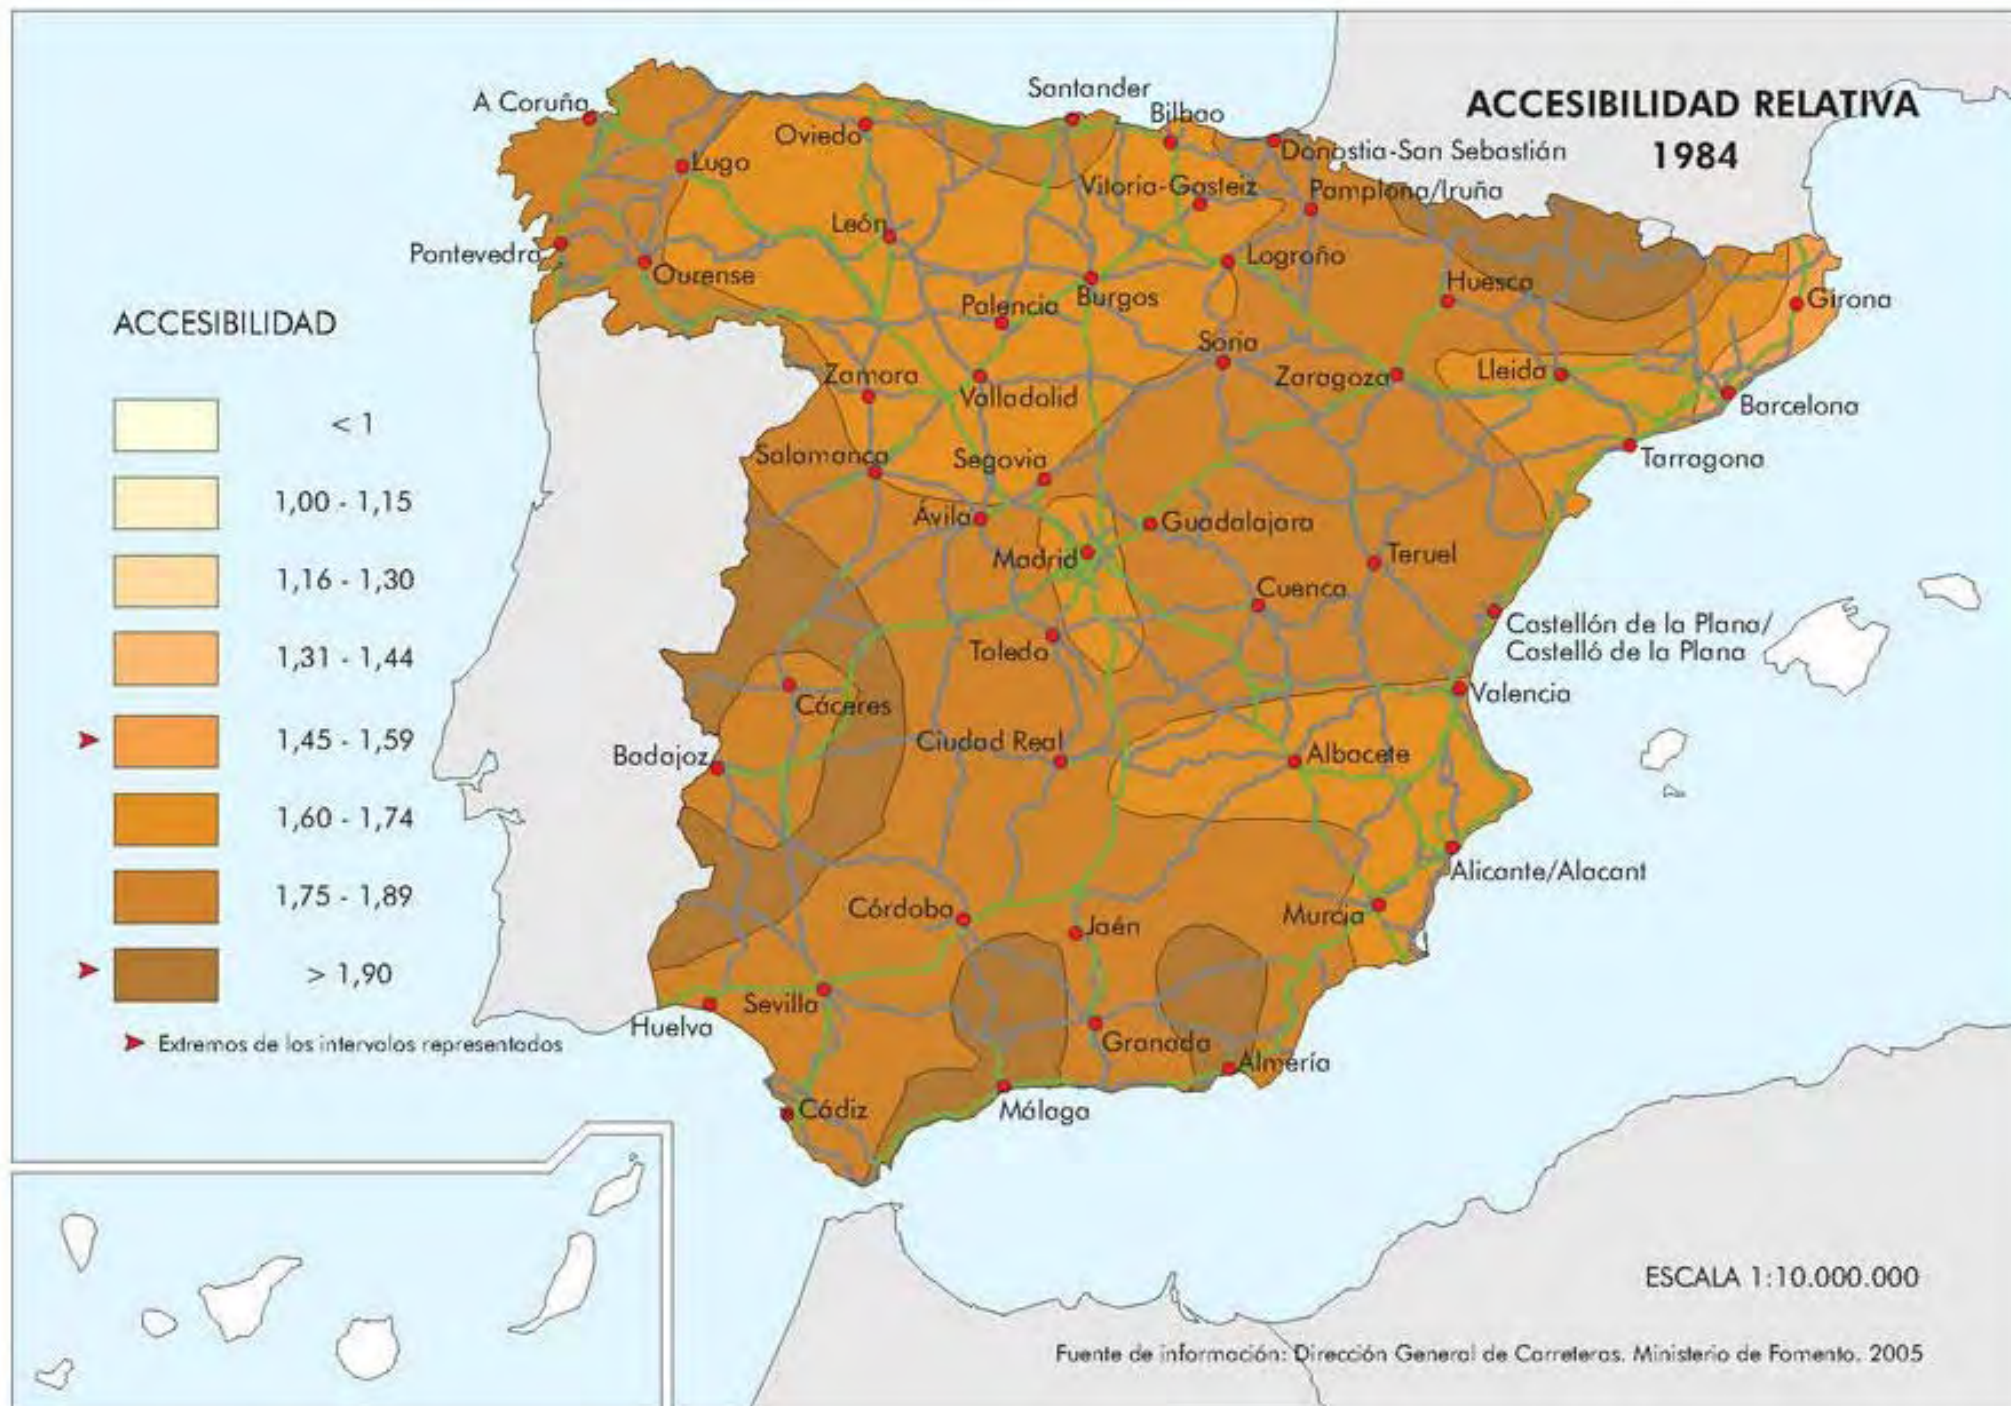 ACCESIBILIDAD RELATIVA
1984
A Coruña
Santander
Bilbao
Oviedo
Donostia-San Sebastián
Lugo
Vitoria-Gasteiz
Pamplona/Iruña
León
Pontevedra
Ourense
Logroño
Burgos
Huesca
Palencia
Girona
Soria
Zamora
Valladolid
Zaragoza
Lleida
Barcelona
Salamanca
Segovia
Tarragona
Ávila
Guadalajara
Madrid
Teruel
Cuenca
Castellón de la Plana/
Castelló de la Plana
Toledo
Valencia
Cáceres
Ciudad Real
Badajoz
Albacete
Alicante/Alacant
Córdoba
Jaén
Murcia
Sevilla
Huelva
Granada
Almería
Cádiz
Málaga
ACCESIBILIDAD
< 1
1,00 - 1,15
1,16 - 1,30
1,31 - 1,44
1,45 - 1,59
1,60 - 1,74
1,75 - 1,89
> 1,90
Extremos de los intervalos representados
ESCALA 1:10.000.000
Fuente de información: Dirección General de Carreteras. Ministerio de Fomento. 2005